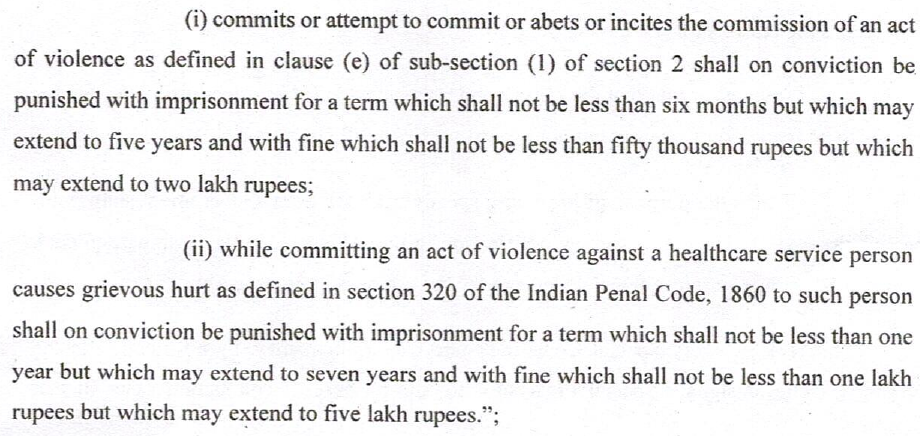 (i) commits or attempt to commit or abets or incites the commission of an act
of violence as defined in clause (e) of sub-section (1) of section 2 shall on conviction be
punished with imprisonment for a term which shall not be less than six months but which may
extend to five years and with fine which shall not be less than fifty thousand rupees but which
may extend to two lakh rupees;
(ii) while committing an act of violence against a healthcare service person
causes grievous hurt as defined in section 320 of the Indian Penal Code, 1860 to such person
shall on conviction be punished with imprisonment for a term which shall not be less than one
year but which may extend to seven years and with fine which shall not be less than one lakh
rupees but which may extend to five lakh rupees.”;